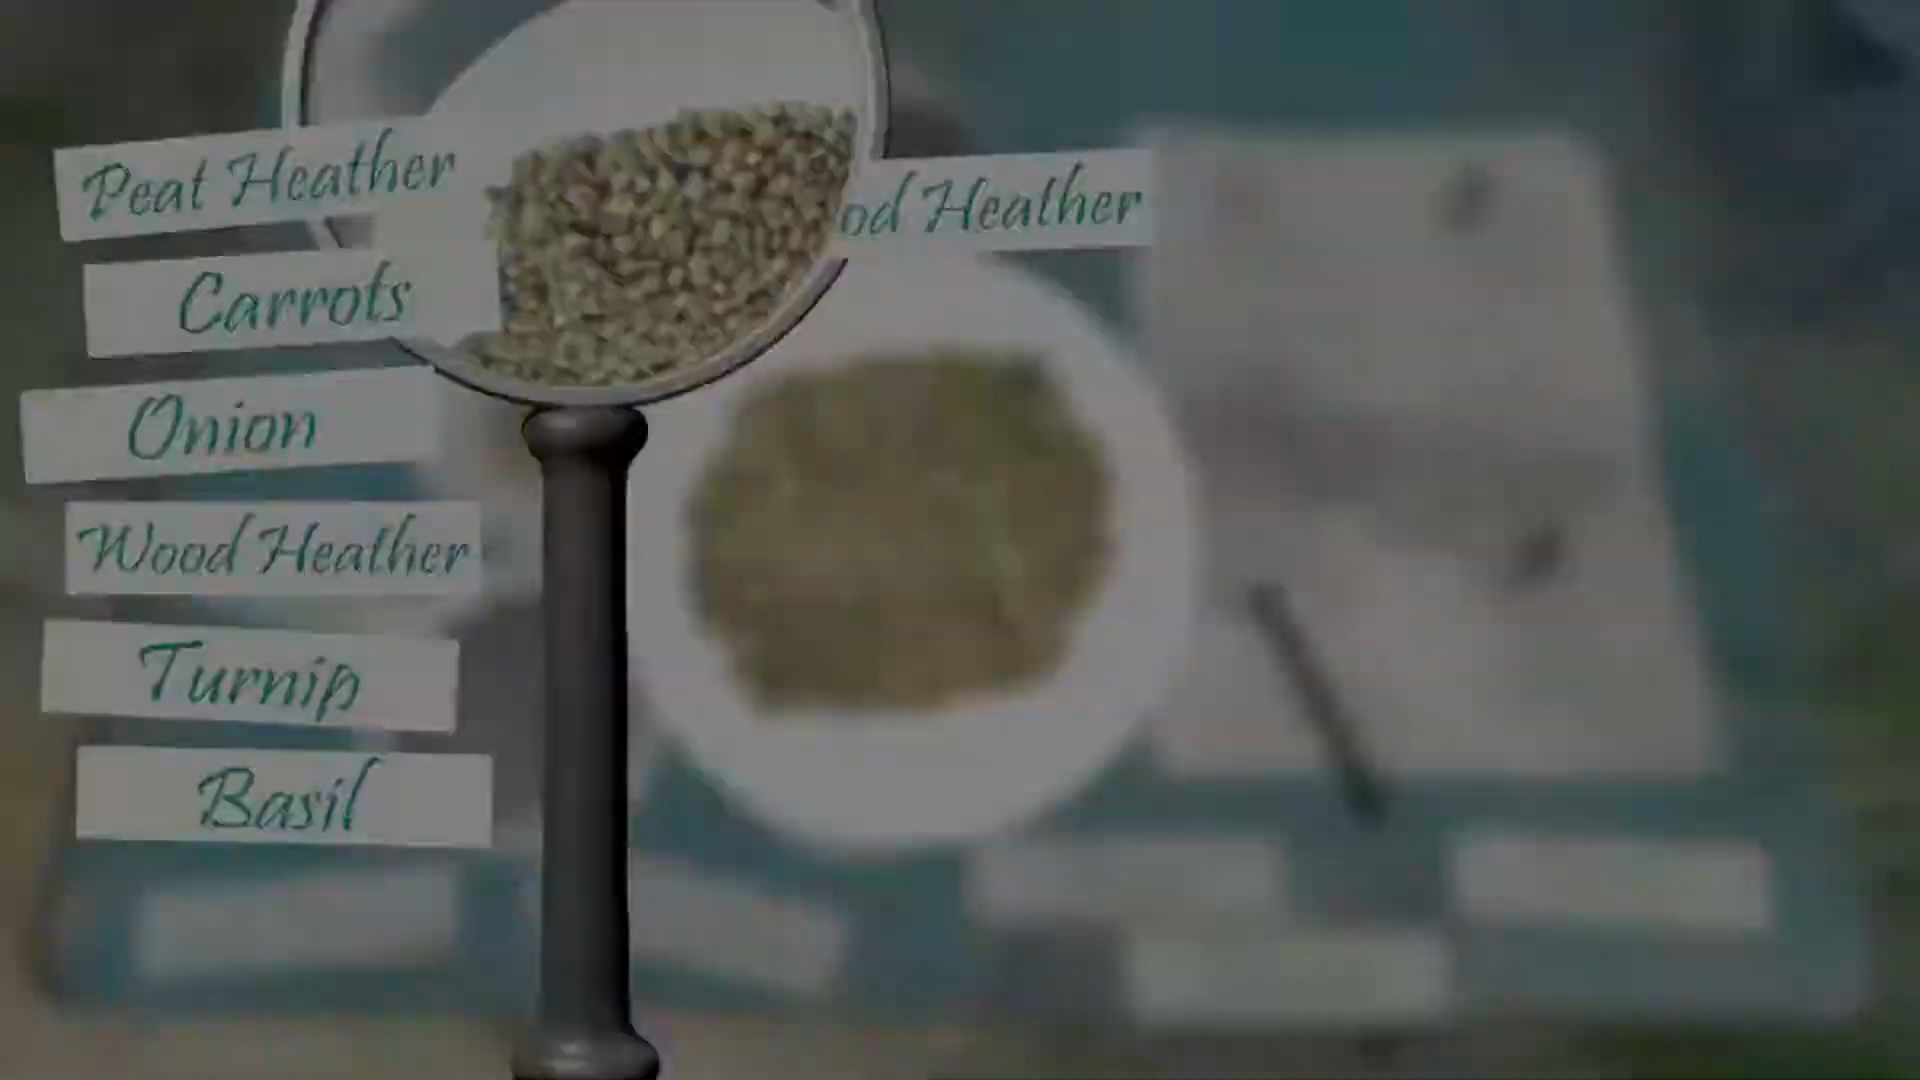 Peat Heather
od Heather
Carrots
Onion
Wood Heather
Turnip
Basil